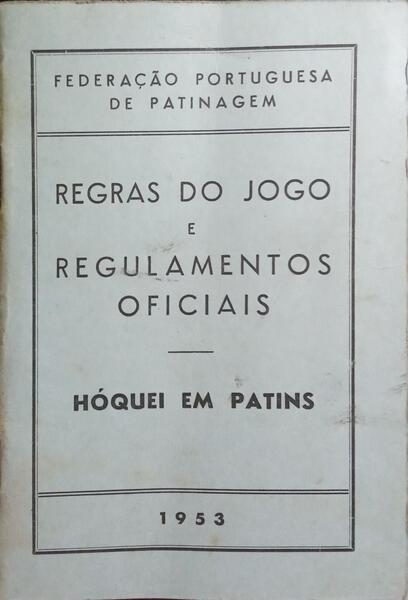 FEDERAÇÃO PORTUGUESA
DE PATINAGEM
REGRAS DO JOGO
E
REGULAMENTOS
OFICIAIS
HÓQUEI EM PATINS
1953